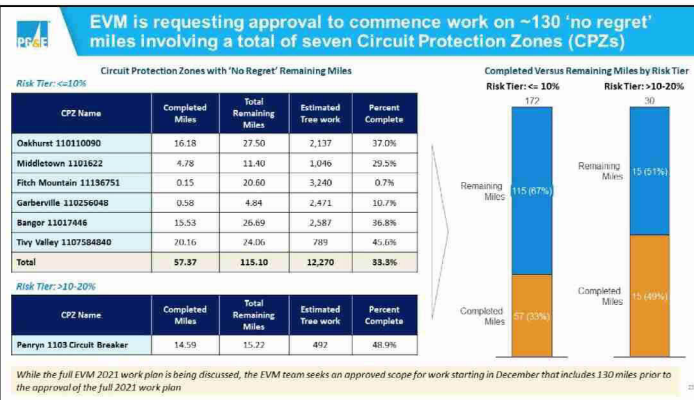 PG&E
EVM is requesting approval to commence work on ~130 'no regret'
miles involving a total of seven Circuit Protection Zones (CPZs)
Circuit Protection Zones with 'No Regret' Remaining Miles
Risk Tier: <=10%
CPZ Name | Completed Miles | Total Remaining Miles | Estimated Tree work | Percent Complete
Oakhurst 110110090 | 16.18 | 27.50 | 2,137 | 37.0%
Middletown 1101622 | 4.78 | 11.40 | 1,046 | 29.5%
Fitch Mountain 11136751 | 0.15 | 20.60 | 3,240 | 0.7%
Garberville 110256048 | 0.58 | 4.84 | 2,471 | 10.7%
Bangor 11017446 | 15.53 | 26.69 | 2,587 | 36.8%
Tivy Valley 1107584840 | 20.16 | 24.06 | 789 | 45.6%
Total | 57.37 | 115.10 | 12,270 | 33.3%
Risk Tier: >10-20%
CPZ Name | Completed Miles | Total Remaining Miles | Estimated Tree work | Percent Complete
Penryn 1103 Circuit Breaker | 14.59 | 15.22 | 492 | 48.9%
Completed Versus Remaining Miles by Risk Tier
Risk Tier: <= 10%
172
Remaining
Miles
115 (67%)
Completed
Miles
57 (33%)
Risk Tier: >10-20%
30
Remaining
Miles
15 (51%)
Completed
Miles
15 (49%)
While the full EVM 2021 work plan is being discussed, the EVM team seeks an approved scope for work starting in December that includes 130 miles prior to
the approval of the full 2021 work plan